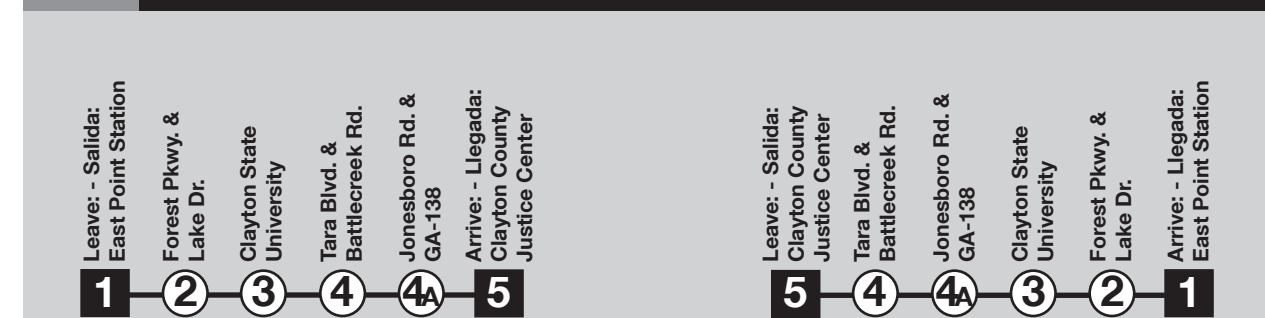 Leave: - Salida:
East Point Station
Forest Pkwy. &
Lake Dr.
Clayton State
University
Tara Blvd. &
Battlecreek Rd.
Jonesboro Rd. &
GA-138
Arrive: - Llegada:
Clayton County
Justice Center
1 2 3 4 4A 5
Leave: - Salida:
Clayton County
Justice Center
Tara Blvd. &
Battlecreek Rd.
Jonesboro Rd. &
GA-138
Clayton State
University
Forest Pkwy. &
Lake Dr.
Arrive: - Llegada:
East Point Station
5 4 4A 3 2 1